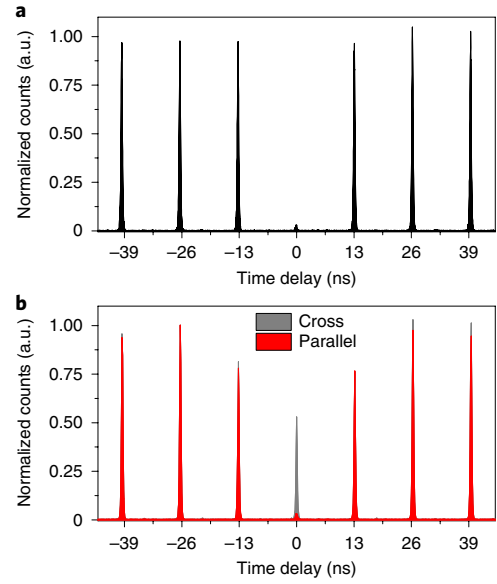 a
Normalized counts (a.u.)
1.00
0.75
0.50
0.25
0
−39 −26 −13 0 13 26 39
Time delay (ns)
b
Normalized counts (a.u.)
1.00
0.75
0.50
0.25
0
Cross
Parallel
−39 −26 −13 0 13 26 39
Time delay (ns)